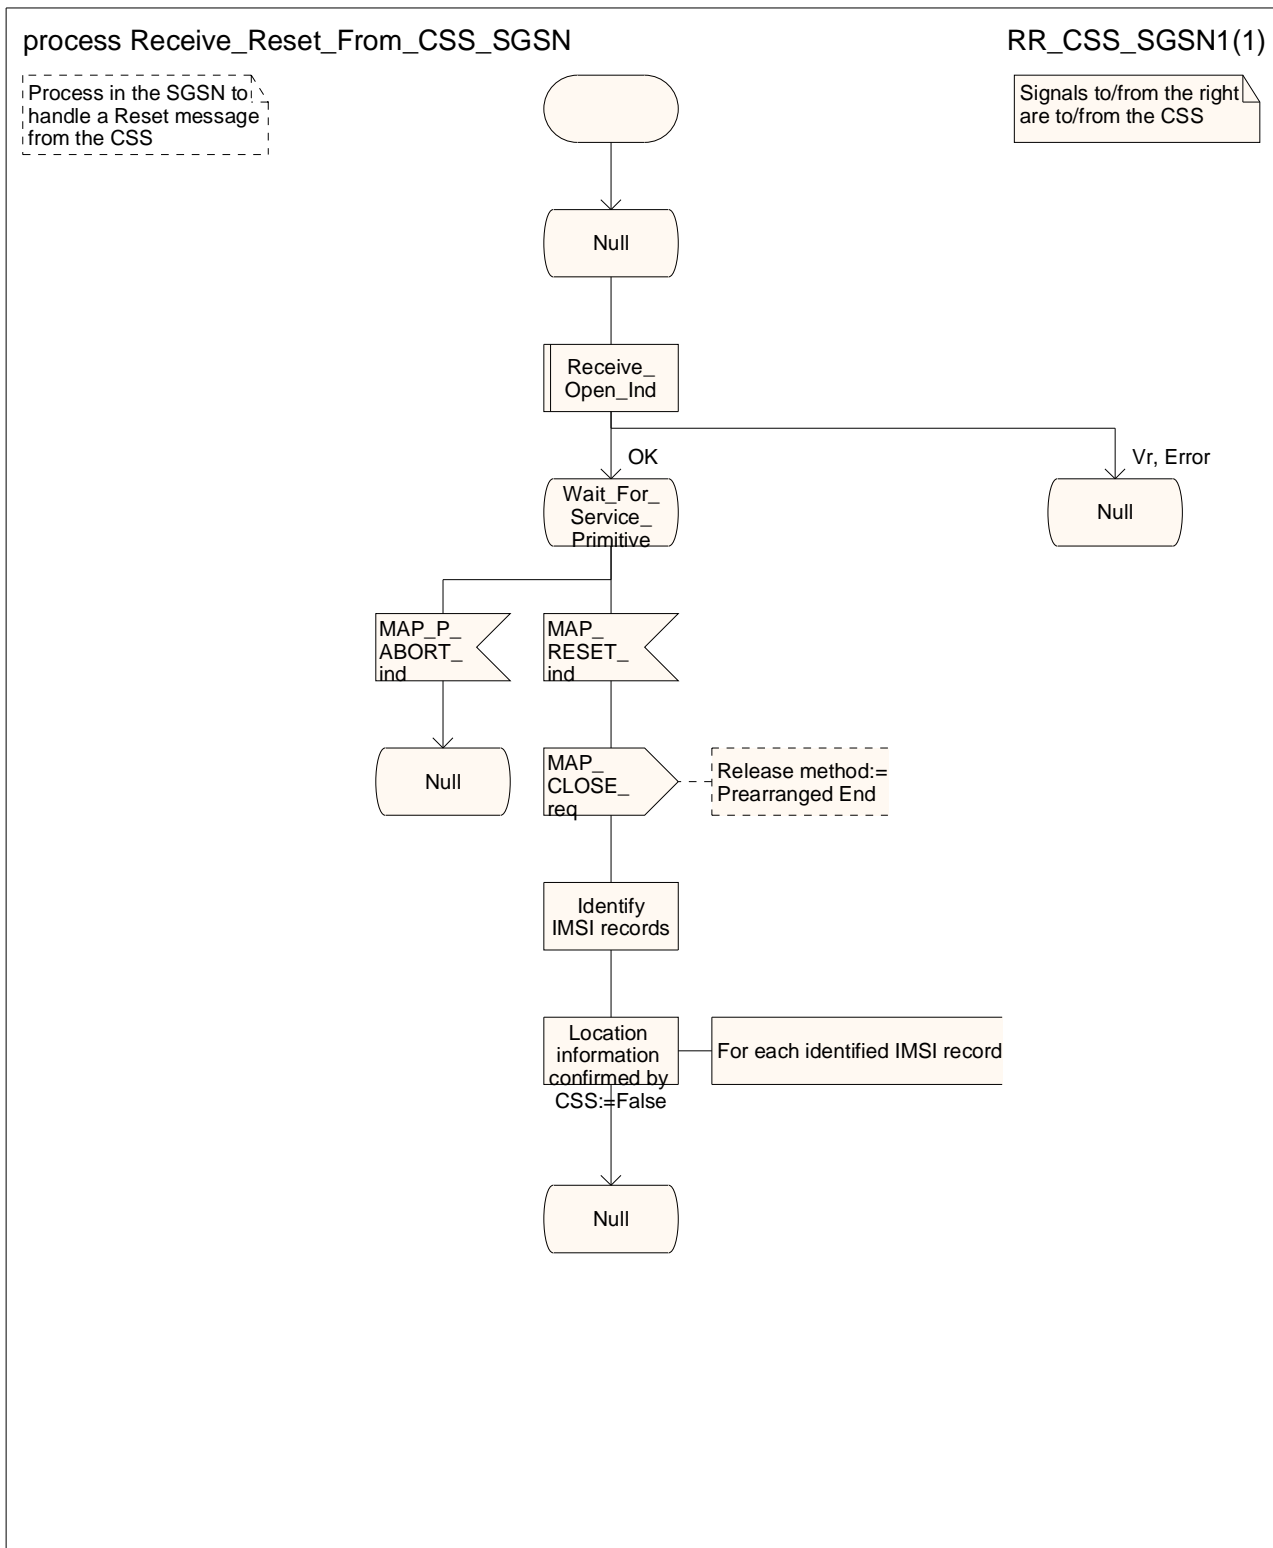 process Receive_Reset_From_CSS_SGSN
RR_CSS_SGSN1(1)
Process in the SGSN to
handle a Reset message
from the CSS
Signals to/from the right
are to/from the CSS
Null
Receive_
Open_Ind
OK
Vr, Error
Wait_For_
Service_
Primitive
Null
MAP_P_
ABORT_
ind
MAP_
RESET_
ind
Null
MAP_
CLOSE_
req
Release method:=
Prearranged End
Identify
IMSI records
Location
information
confirmed by
CSS:=False
For each identified IMSI record
Null